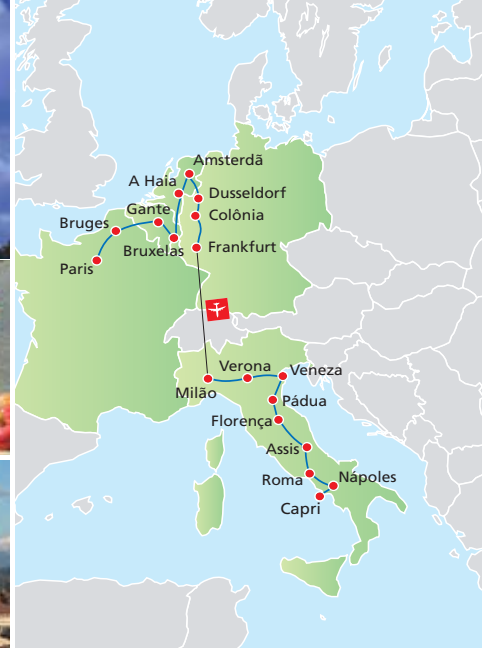 Amsterdã
A Haia
Dusseldorf
Gante
Colônia
Bruges
Bruxelas
Frankfurt
Paris
Verona
Veneza
Milão
Pádua
Florença
Assis
Roma
Nápoles
Capri